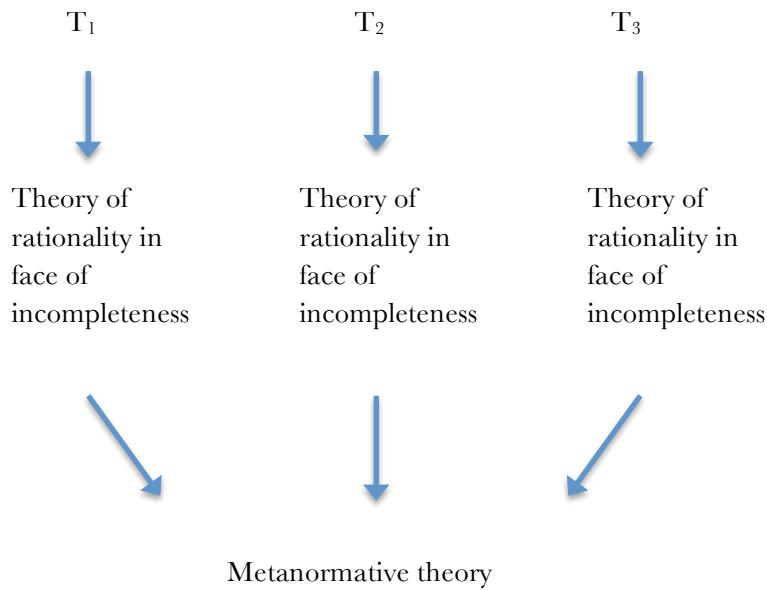 T₁ T₂ T₃
Theory of rationality in face of incompleteness
Theory of rationality in face of incompleteness
Theory of rationality in face of incompleteness
Metanormative theory